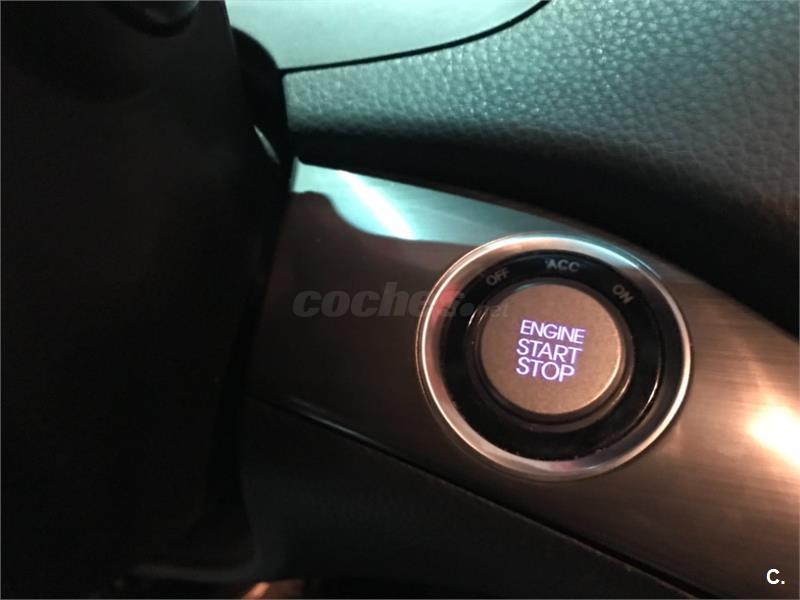 OFF ACC ON
coches.net
ENGINE
START
STOP
C.